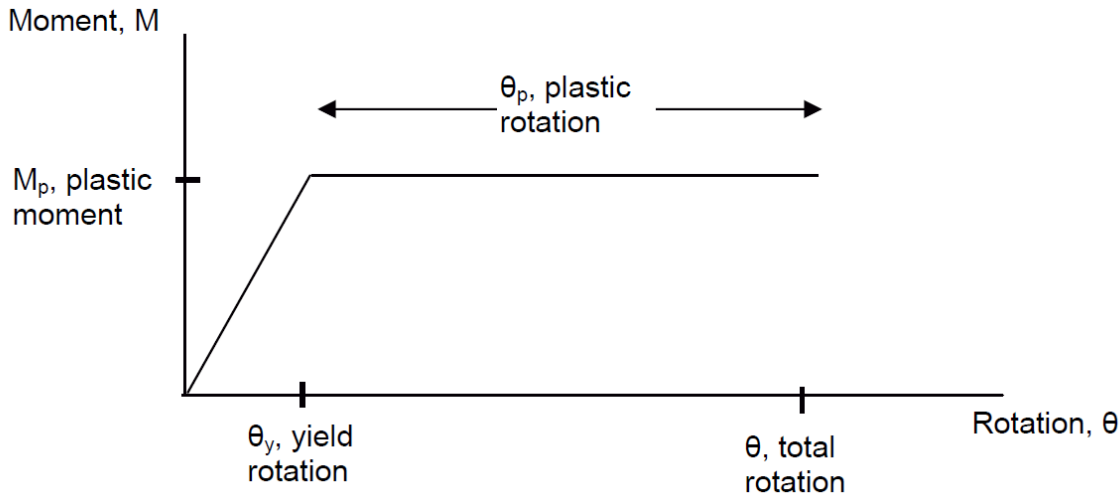 Moment, M
θp, plastic
rotation
Mp, plastic
moment
θy, yield
rotation
θ, total
rotation
Rotation, θ